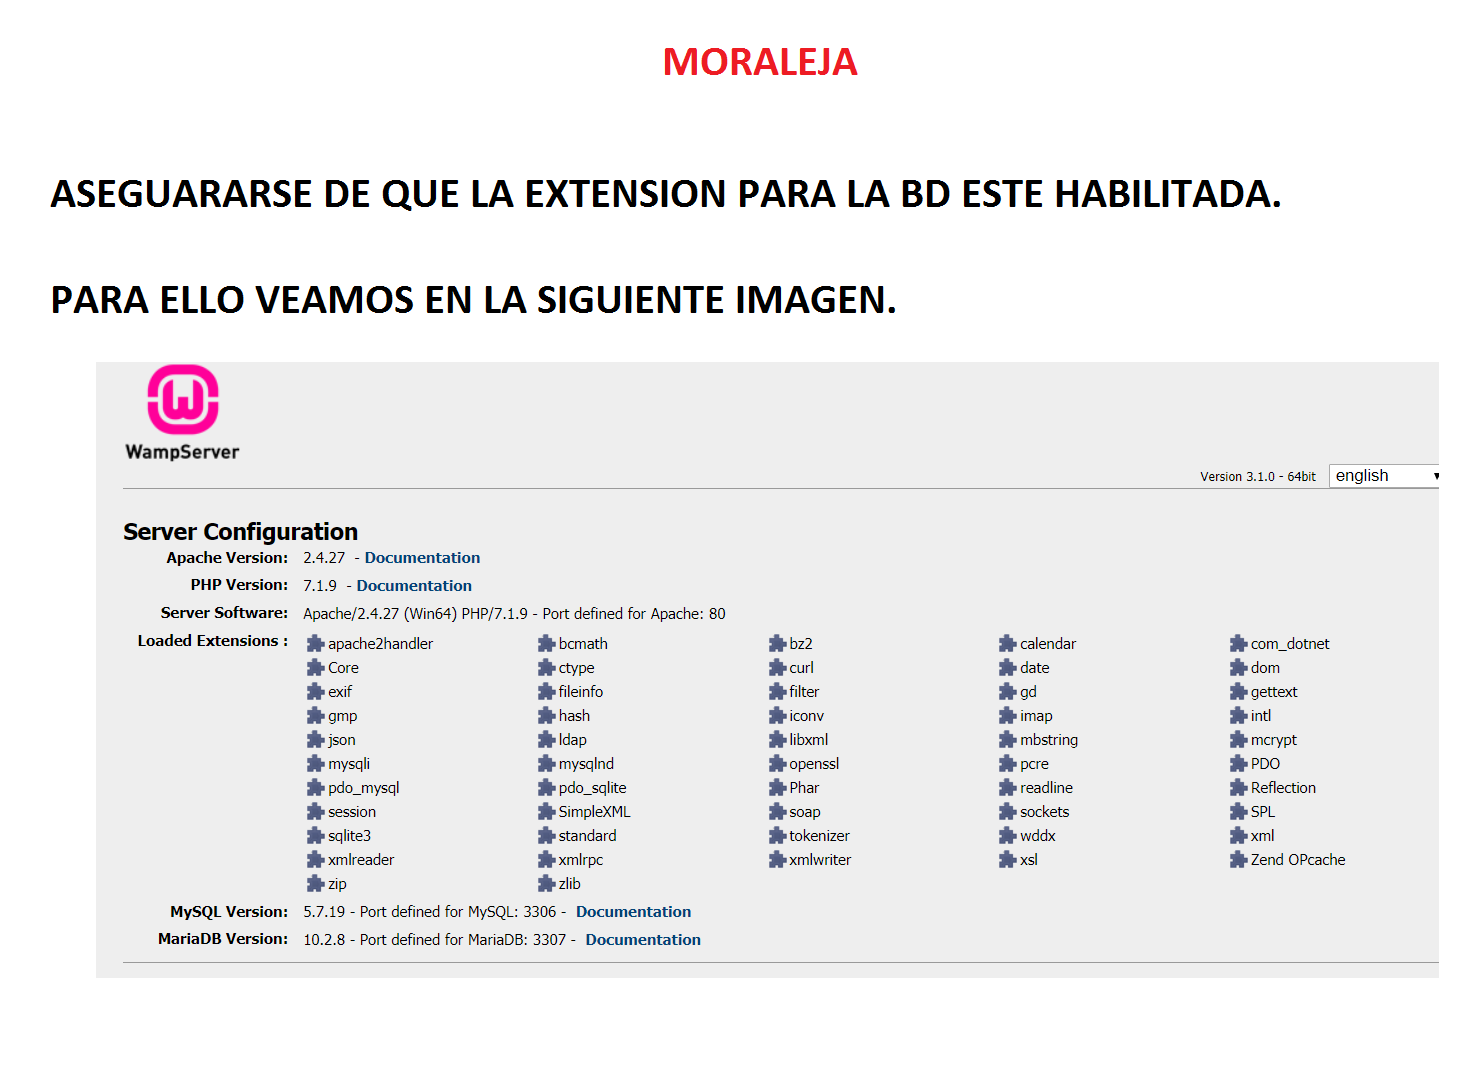 MORALEJA
ASEGUARARSE DE QUE LA EXTENSION PARA LA BD ESTE HABILITADA.
PARA ELLO VEAMOS EN LA SIGUIENTE IMAGEN.
WampServer
Version 3.1.0 - 64bit english
Server Configuration
Apache Version: 2.4.27 - Documentation
PHP Version: 7.1.9 - Documentation
Server Software: Apache/2.4.27 (Win64) PHP/7.1.9 - Port defined for Apache: 80
Loaded Extensions : apache2handler bcmath bz2 calendar com_dotnet
Core ctype curl date dom
exif fileinfo filter gd gettext
gmp hash iconv imap intl
json ldap libxml mbstring mcrypt
mysqli mysqlnd openssl pcre PDO
pdo_mysql pdo_sqlite Phar readline Reflection
session SimpleXML soap sockets SPL
sqlite3 standard tokenizer wddx xml
xmlreader xmlrpc xmlwriter xsl Zend OPcache
zip zlib
MySQL Version: 5.7.19 - Port defined for MySQL: 3306 - Documentation
MariaDB Version: 10.2.8 - Port defined for MariaDB: 3307 - Documentation